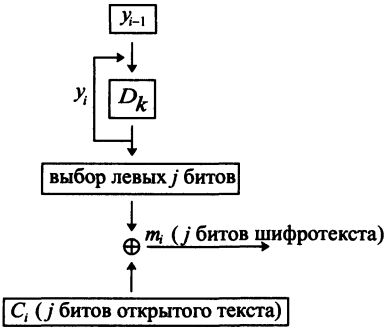 y_{i-1}
y_i
D_k
выбор левых j битов
⊕ m_i ( j битов шифротекста)
C_i ( j битов открытого текста)